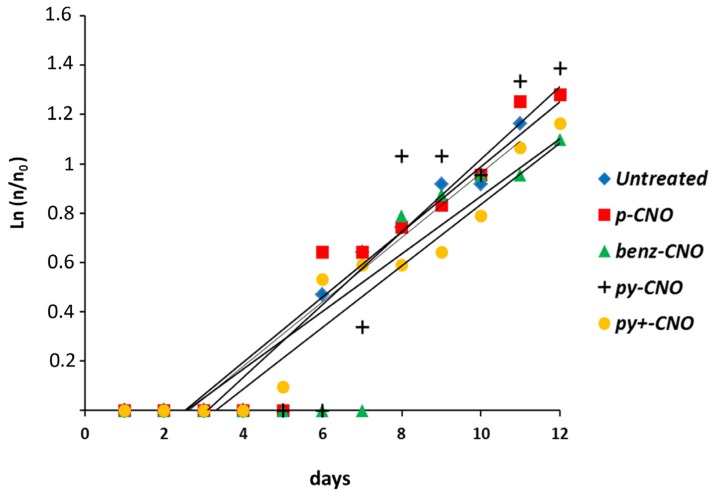 1.6
1.4
1.2
1
0.8
0.6
0.4
0.2
Ln (n/n0)
0 2 4 6 8 10 12
days
Untreated
p-CNO
benz-CNO
py-CNO
py+-CNO